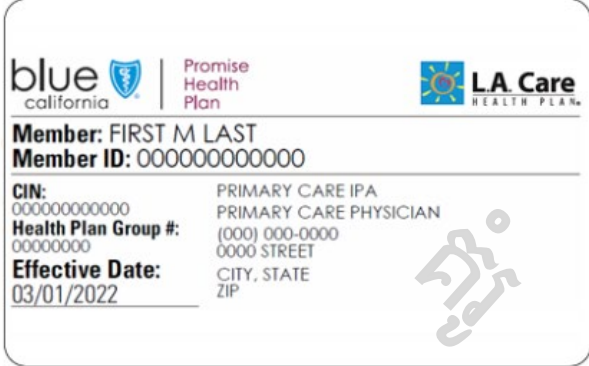 blue
california
Promise
Health
Plan
L.A. Care
HEALTH PLAN®
Member: FIRST M LAST
Member ID: 000000000000
CIN:
000000000000
Health Plan Group #:
00000000
Effective Date:
03/01/2022
PRIMARY CARE IPA
PRIMARY CARE PHYSICIAN
(000) 000-0000
0000 STREET
CITY, STATE
ZIP